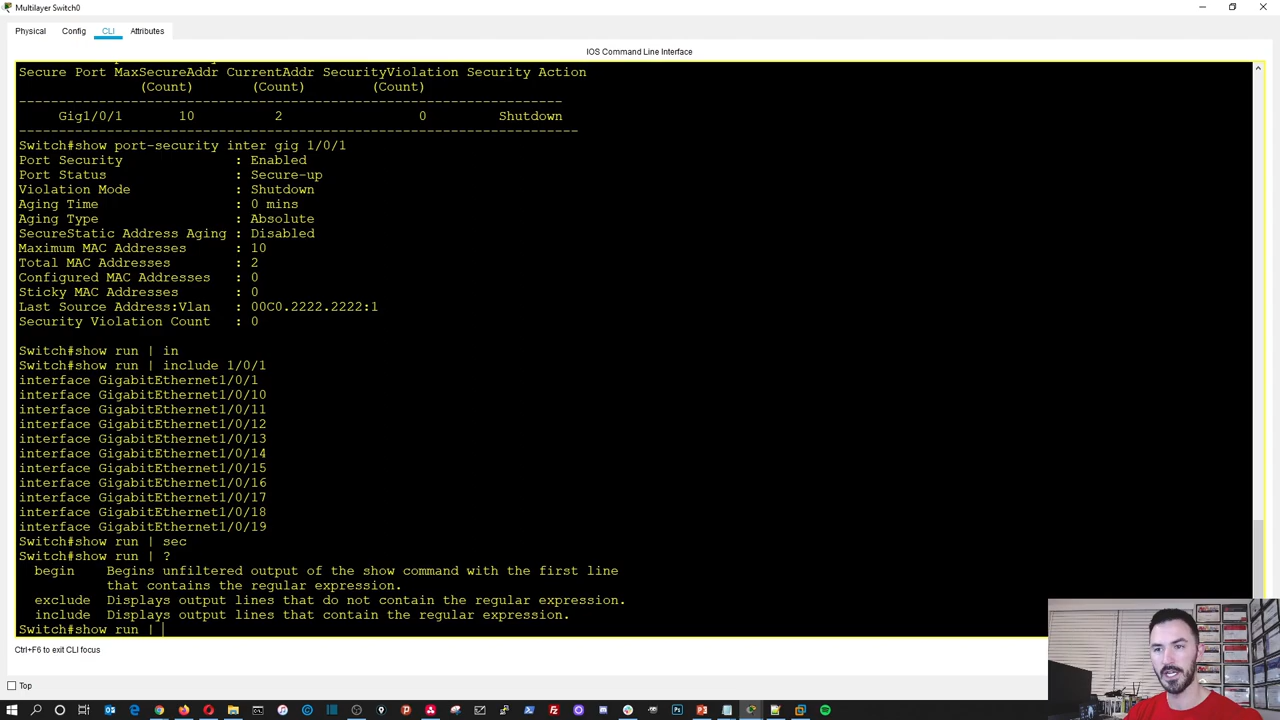 Multilayer Switch0
Physical Config CLI Attributes
IOS Command Line Interface
Secure Port MaxSecureAddr CurrentAddr SecurityViolation Security Action
(Count) (Count) (Count)
--------------------------------------------------------------------
Gig1/0/1 10 2 0 Shutdown
----------------------------------------------------------------------
Switch#show port-security inter gig 1/0/1
Port Security : Enabled
Port Status : Secure-up
Violation Mode : Shutdown
Aging Time : 0 mins
Aging Type : Absolute
SecureStatic Address Aging : Disabled
Maximum MAC Addresses : 10
Total MAC Addresses : 2
Configured MAC Addresses : 0
Sticky MAC Addresses : 0
Last Source Address:Vlan : 00C0.2222.2222:1
Security Violation Count : 0
Switch#show run | in
Switch#show run | include 1/0/1
interface GigabitEthernet1/0/1
interface GigabitEthernet1/0/10
interface GigabitEthernet1/0/11
interface GigabitEthernet1/0/12
interface GigabitEthernet1/0/13
interface GigabitEthernet1/0/14
interface GigabitEthernet1/0/15
interface GigabitEthernet1/0/16
interface GigabitEthernet1/0/17
interface GigabitEthernet1/0/18
interface GigabitEthernet1/0/19
Switch#show run | sec
Switch#show run | ?
begin Begins unfiltered output of the show command with the first line
that contains the regular expression.
exclude Displays output lines that do not contain the regular expression.
include Displays output lines that contain the regular expression.
Switch#show run |
Ctrl+F6 to exit CLI focus
Top